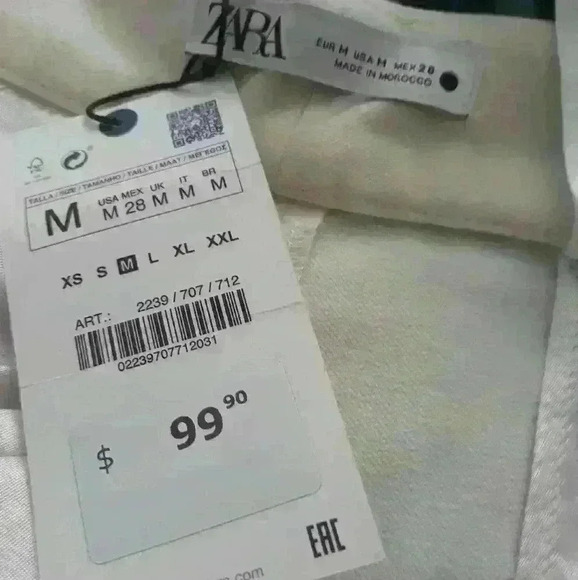 ZARA
EUR M USA M MEX 28
MADE IN MOROCCO
TALLA / SIZE / TAMANHO / TAILLE / MAAT /
M
USA MEX UK IT BR
M 28 M M M
XS S M L XL XXL
ART.: 2239 / 707 / 712
02239707712031
$ 99 90
EAC
.com